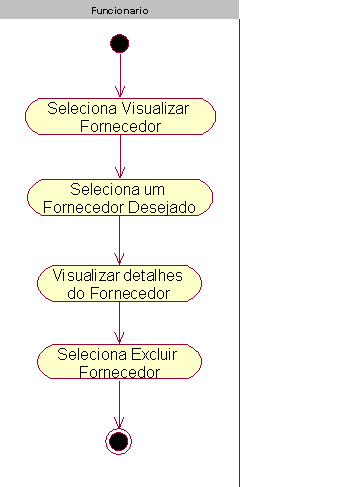 Funcionario
Seleciona Visualizar
Fornecedor
Seleciona um
Fornecedor Desejado
Visualizar detalhes
do Fornecedor
Seleciona Excluir
Fornecedor